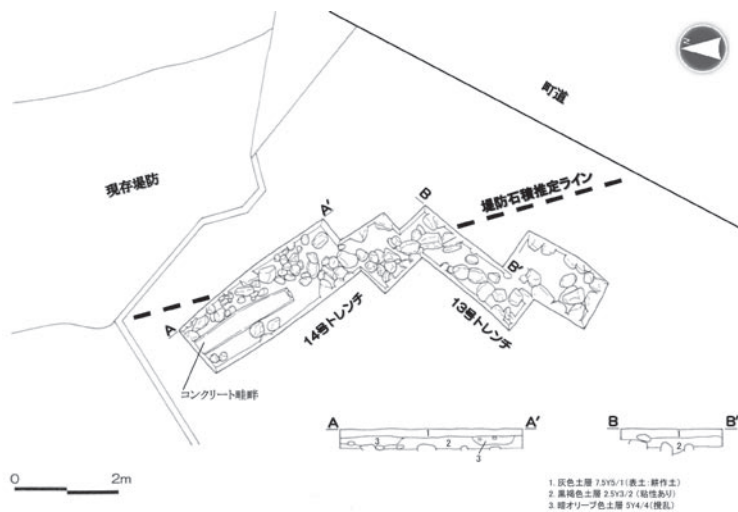 N
町道
現存堤防
A'
B
堤防石積推定ライン
B'
A
14号トレンチ
13号トレンチ
コンクリート畦畔
A
A'
B
B'
1
3
2
3
1
2
0
2m
1. 灰色土層 7.5Y5/1(表土:耕作土)
2. 黒褐色土層 2.5Y3/2(粘性あり)
3. 暗オリーブ色土層 5Y4/4(攪乱)